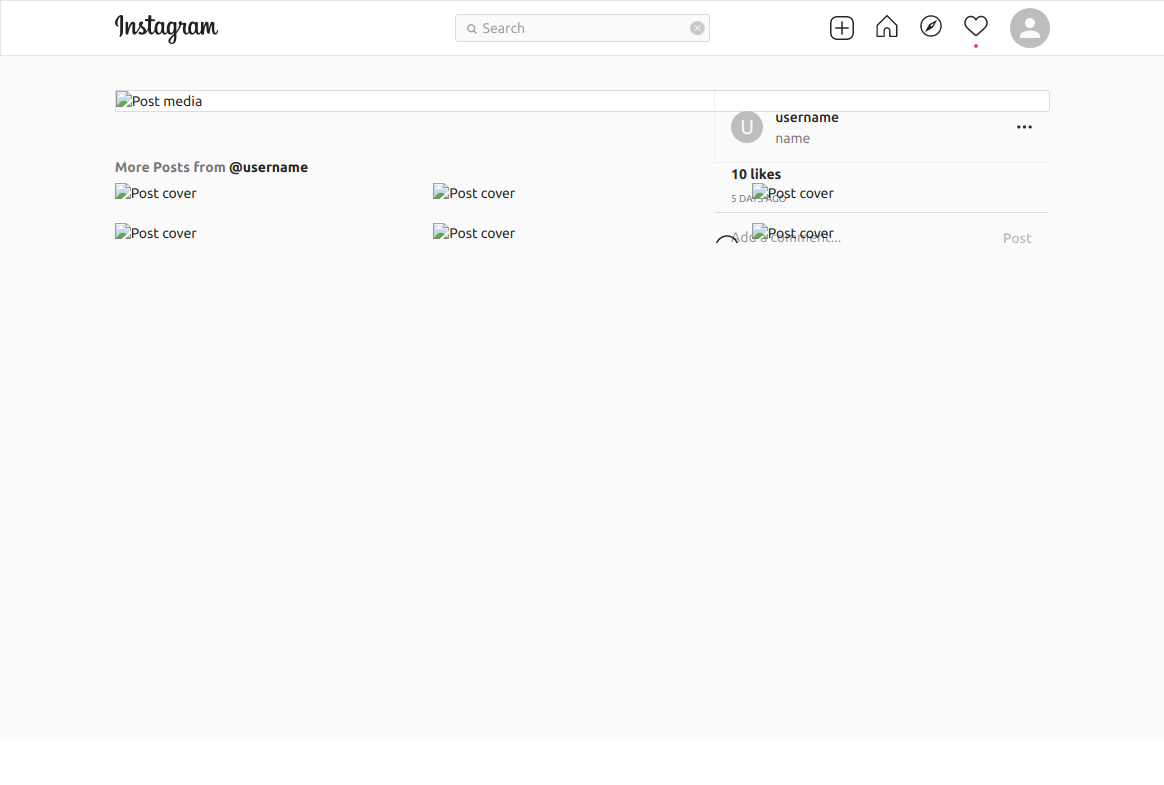 Instagram
Search
Post media
U
username
name
More Posts from @username
10 likes
Post cover
Post cover
Post cover
5 DAYS AGO
Post cover
Post cover
Post cover
Add a comment...
Post